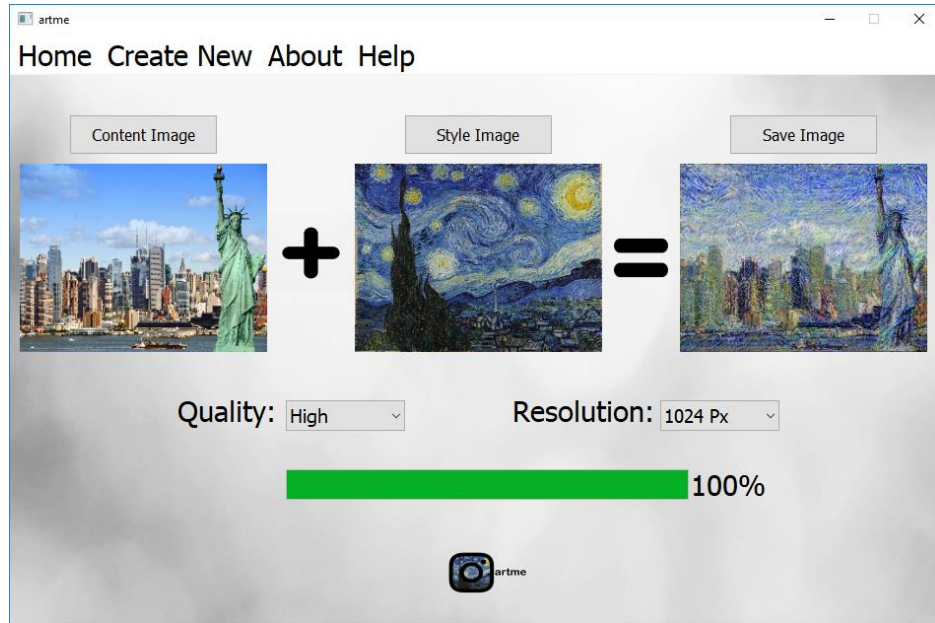 artme
Home Create New About Help
Content Image Style Image Save Image
Quality: High Resolution: 1024 Px
100%
artme